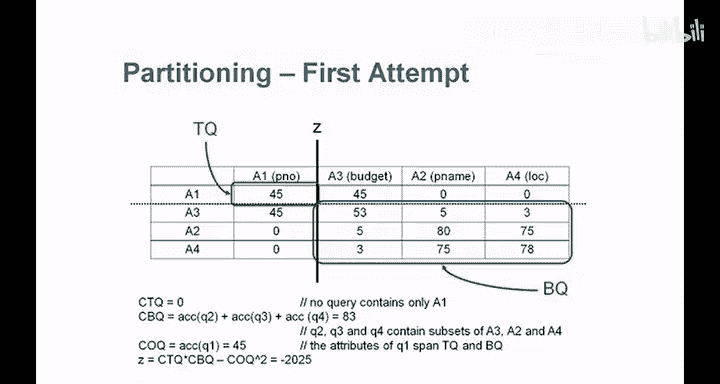 bilibili
Partitioning – First Attempt
TQ
z
A1 (pno) A3 (budget) A2 (pname) A4 (loc)
A1 45 45 0 0
A3 45 53 5 3
A2 0 5 80 75
A4 0 3 75 78
BQ
CTQ = 0 // no query contains only A1
CBQ = acc(q2) + acc(q3) + acc (q4) = 83
// q2, q3 and q4 contain subsets of A3, A2 and A4
COQ = acc(q1) = 45 // the attributes of q1 span TQ and BQ
z = CTQ*CBQ – COQ^2 = -2025